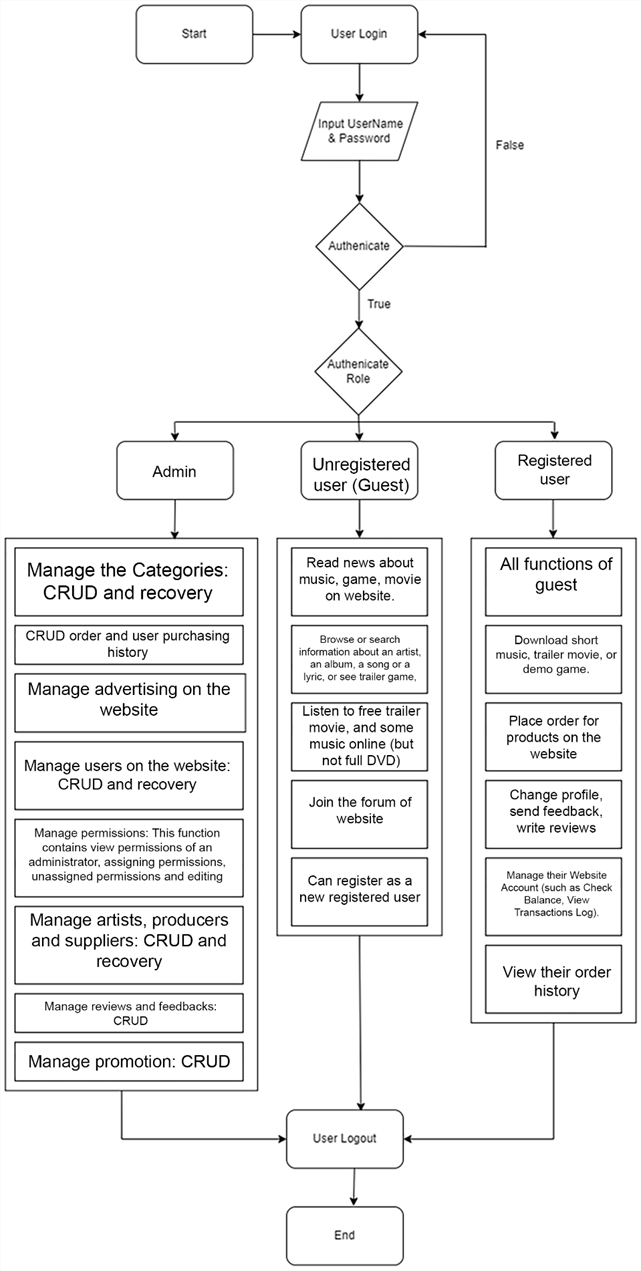 Start
User Login
Input UserName
& Password
False
Authenicate
True
Authenicate
Role
Admin
Unregistered
user (Guest)
Registered
user
Manage the Categories:
CRUD and recovery
CRUD order and user purchasing
history
Manage advertising on the
website
Manage users on the website:
CRUD and recovery
Manage permissions: This function
contains view permissions of an
administrator, assigning permissions,
unassigned permissions and editing
Manage artists, producers
and suppliers: CRUD and
recovery
Manage reviews and feedbacks:
CRUD
Manage promotion: CRUD
Read news about
music, game, movie
on website.
Browse or search
information about an artist,
an album, a song or a
lyric, or see trailer game,
Listen to free trailer
movie, and some
music online (but
not full DVD)
Join the forum of
website
Can register as a
new registered user
All functions of
guest
Download short
music, trailer movie, or
demo game.
Place order for
products on the
website
Change profile,
send feedback,
write reviews
Manage their Website
Account (such as Check
Balance, View
Transactions Log).
View their order
history
User Logout
End